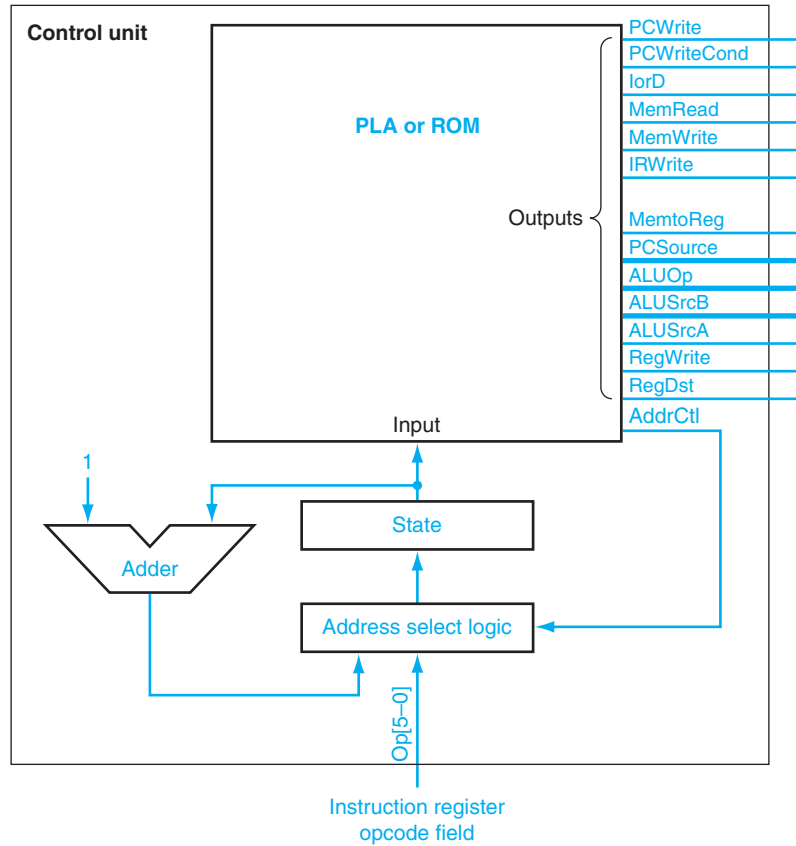 Control unit
PLA or ROM
Outputs
PCWrite
PCWriteCond
IorD
MemRead
MemWrite
IRWrite
MemtoReg
PCSource
ALUOp
ALUSrcB
ALUSrcA
RegWrite
RegDst
AddrCtl
Input
1
State
Adder
Address select logic
Op[5–0]
Instruction register
opcode field